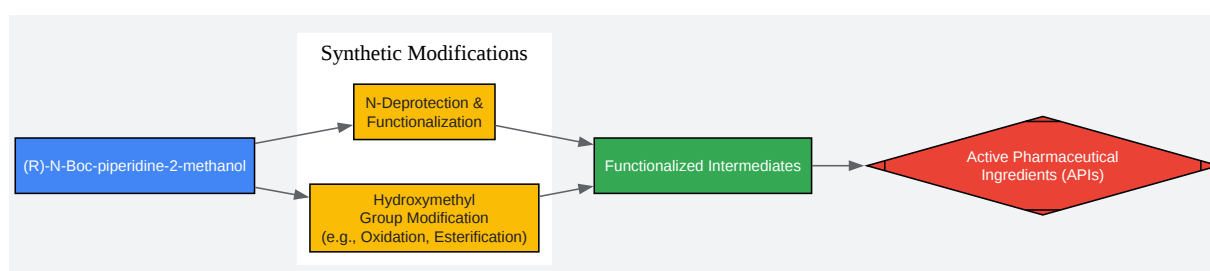 Synthetic Modifications
(R)-N-Boc-piperidine-2-methanol
N-Deprotection &
Functionalization
Hydroxymethyl
Group Modification
(e.g., Oxidation, Esterification)
Functionalized Intermediates
Active Pharmaceutical
Ingredients (APIs)